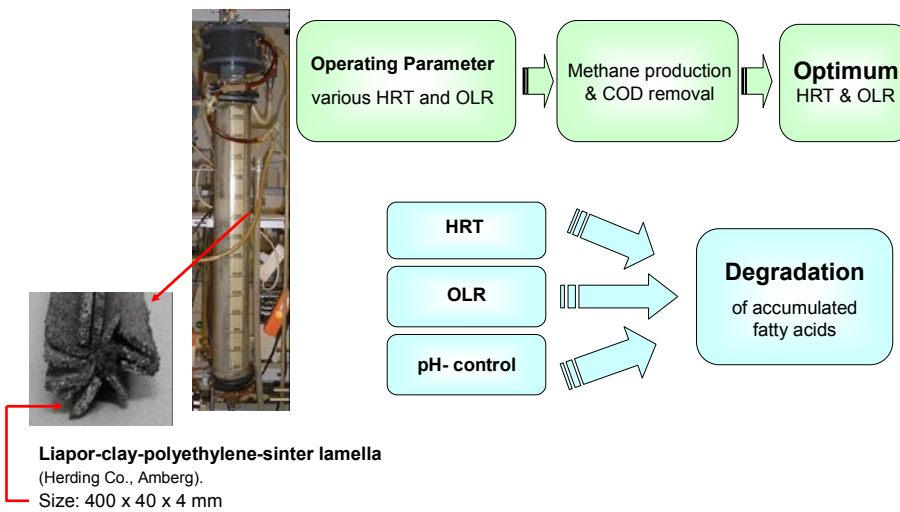 Operating Parameter
various HRT and OLR
Methane production
& COD removal
Optimum
HRT & OLR
HRT
OLR
pH- control
Degradation
of accumulated
fatty acids
Liapor-clay-polyethylene-sinter lamella
(Herding Co., Amberg).
Size: 400 x 40 x 4 mm